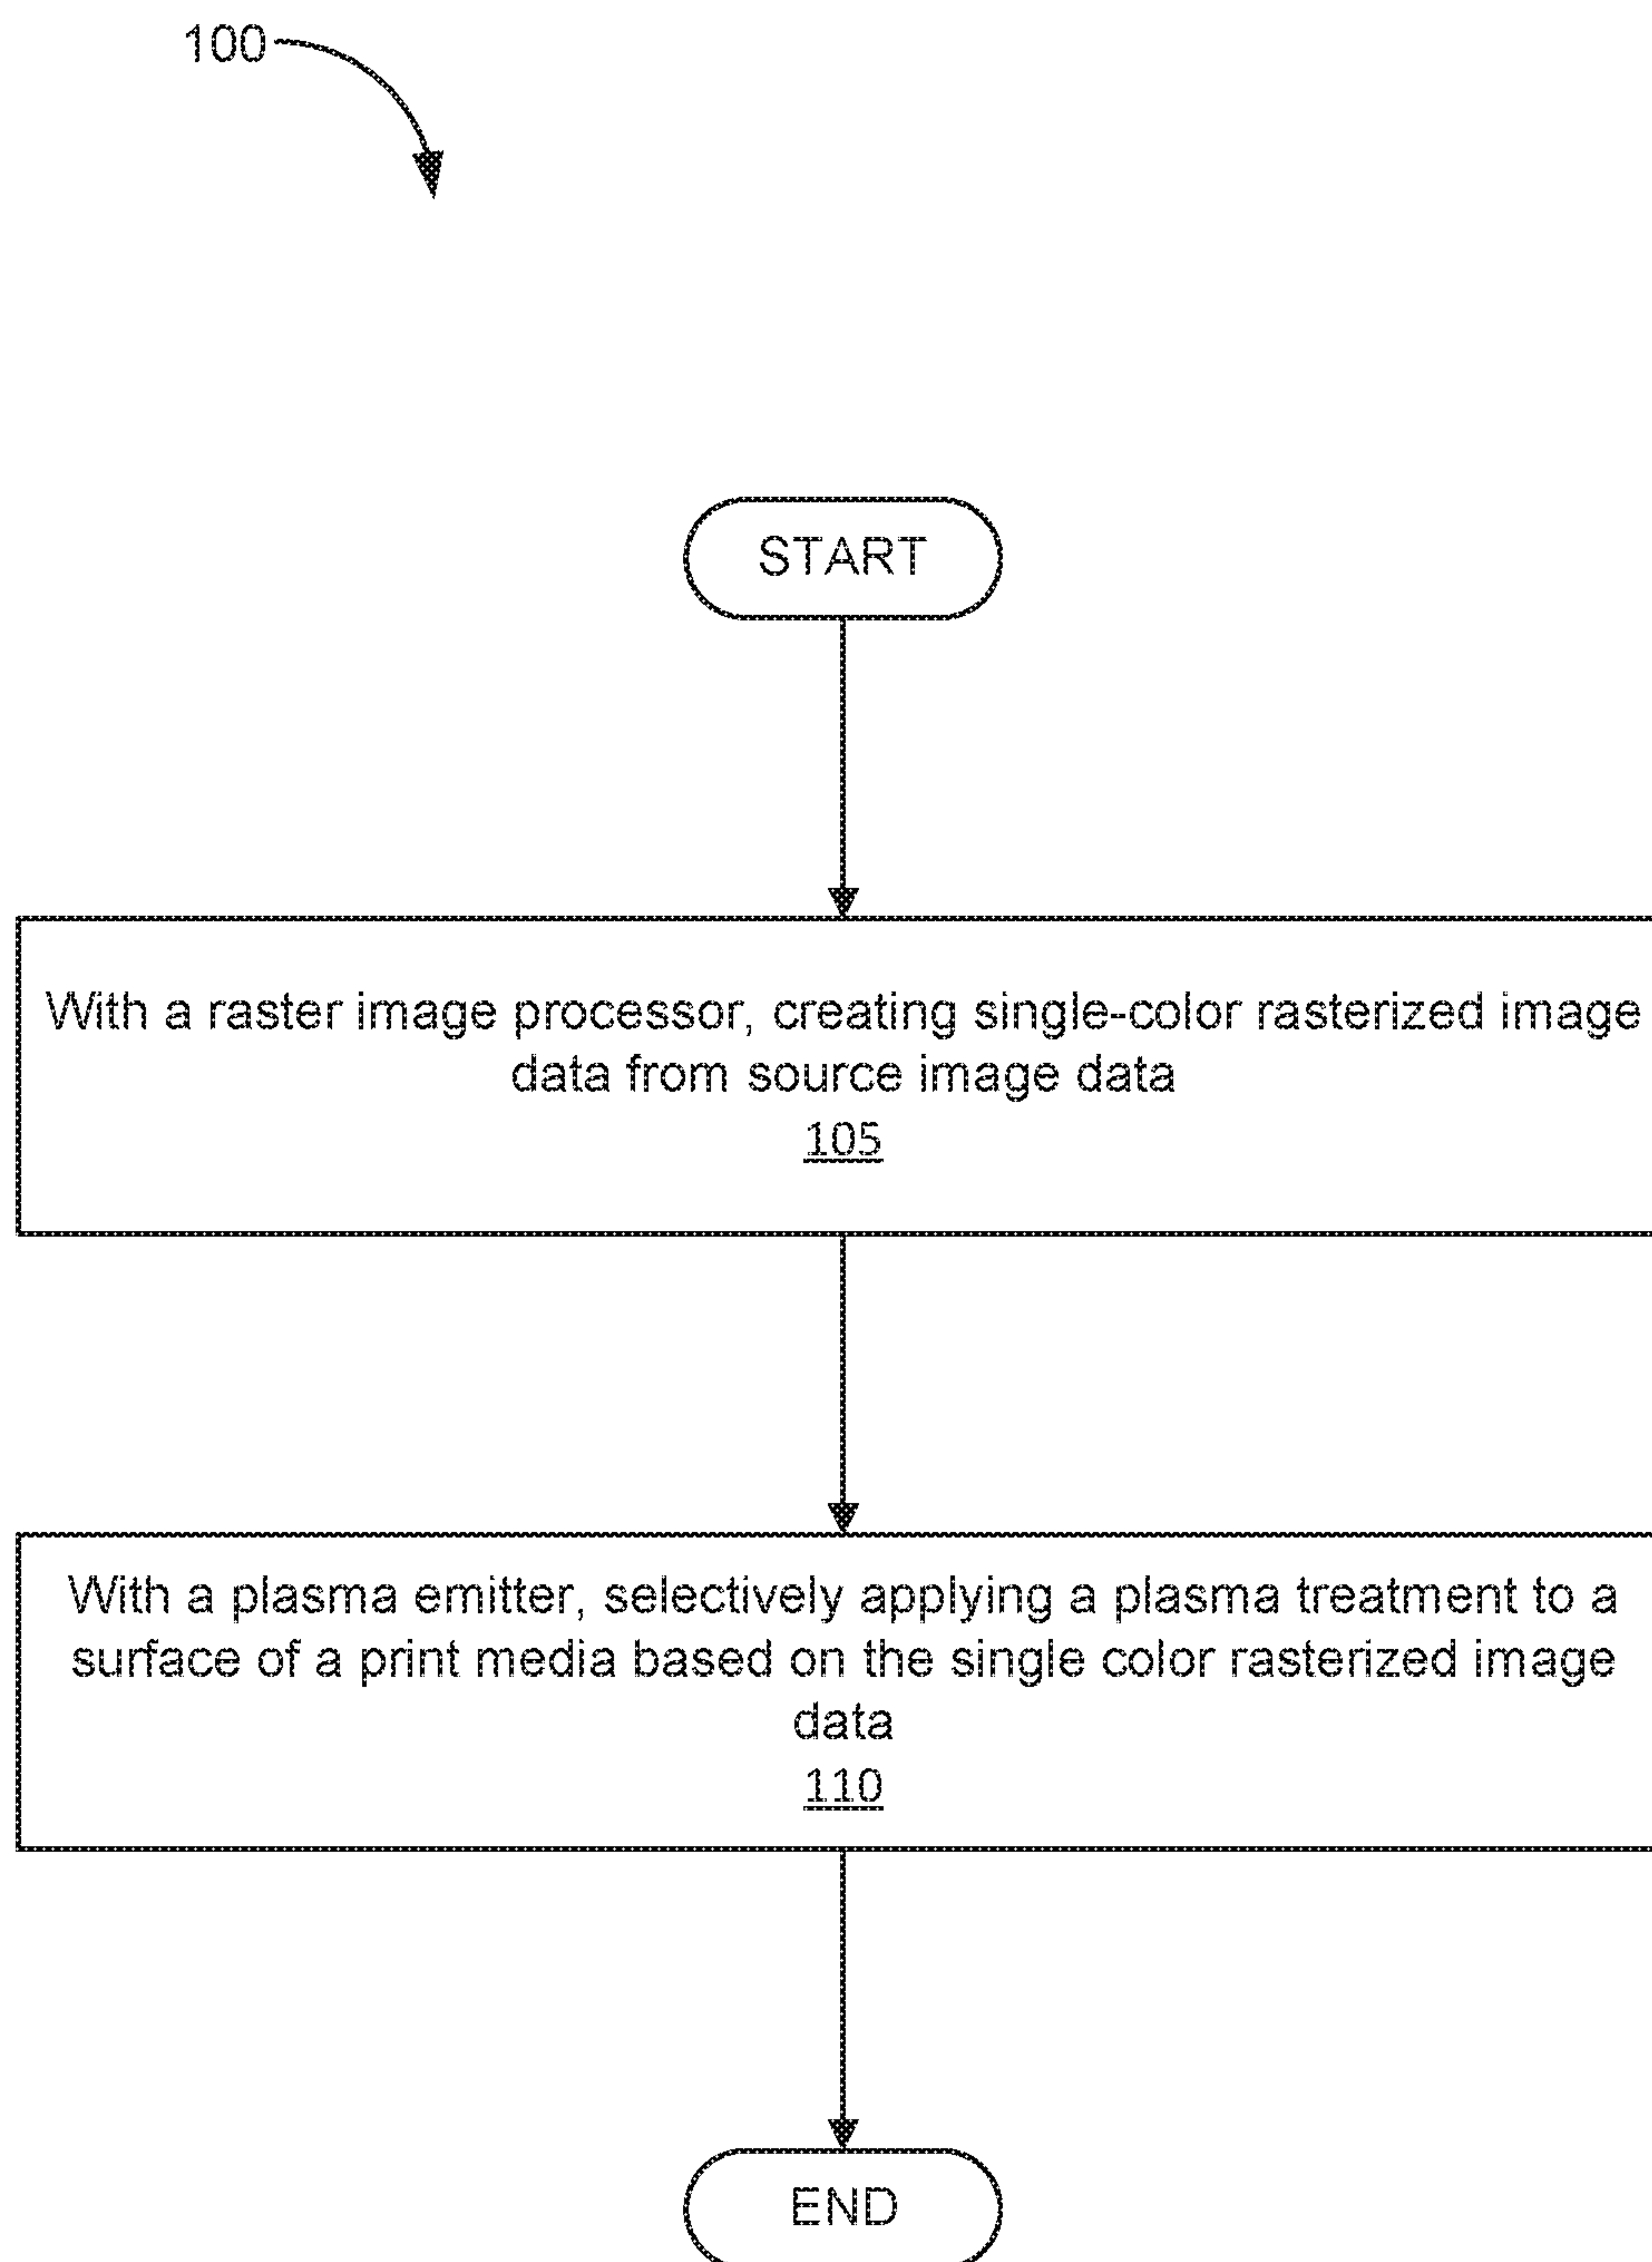 100
START
With a raster image processor, creating single-color rasterized image
data from source image data
105
With a plasma emitter, selectively applying a plasma treatment to a
surface of a print media based on the single color rasterized image
data
110
END